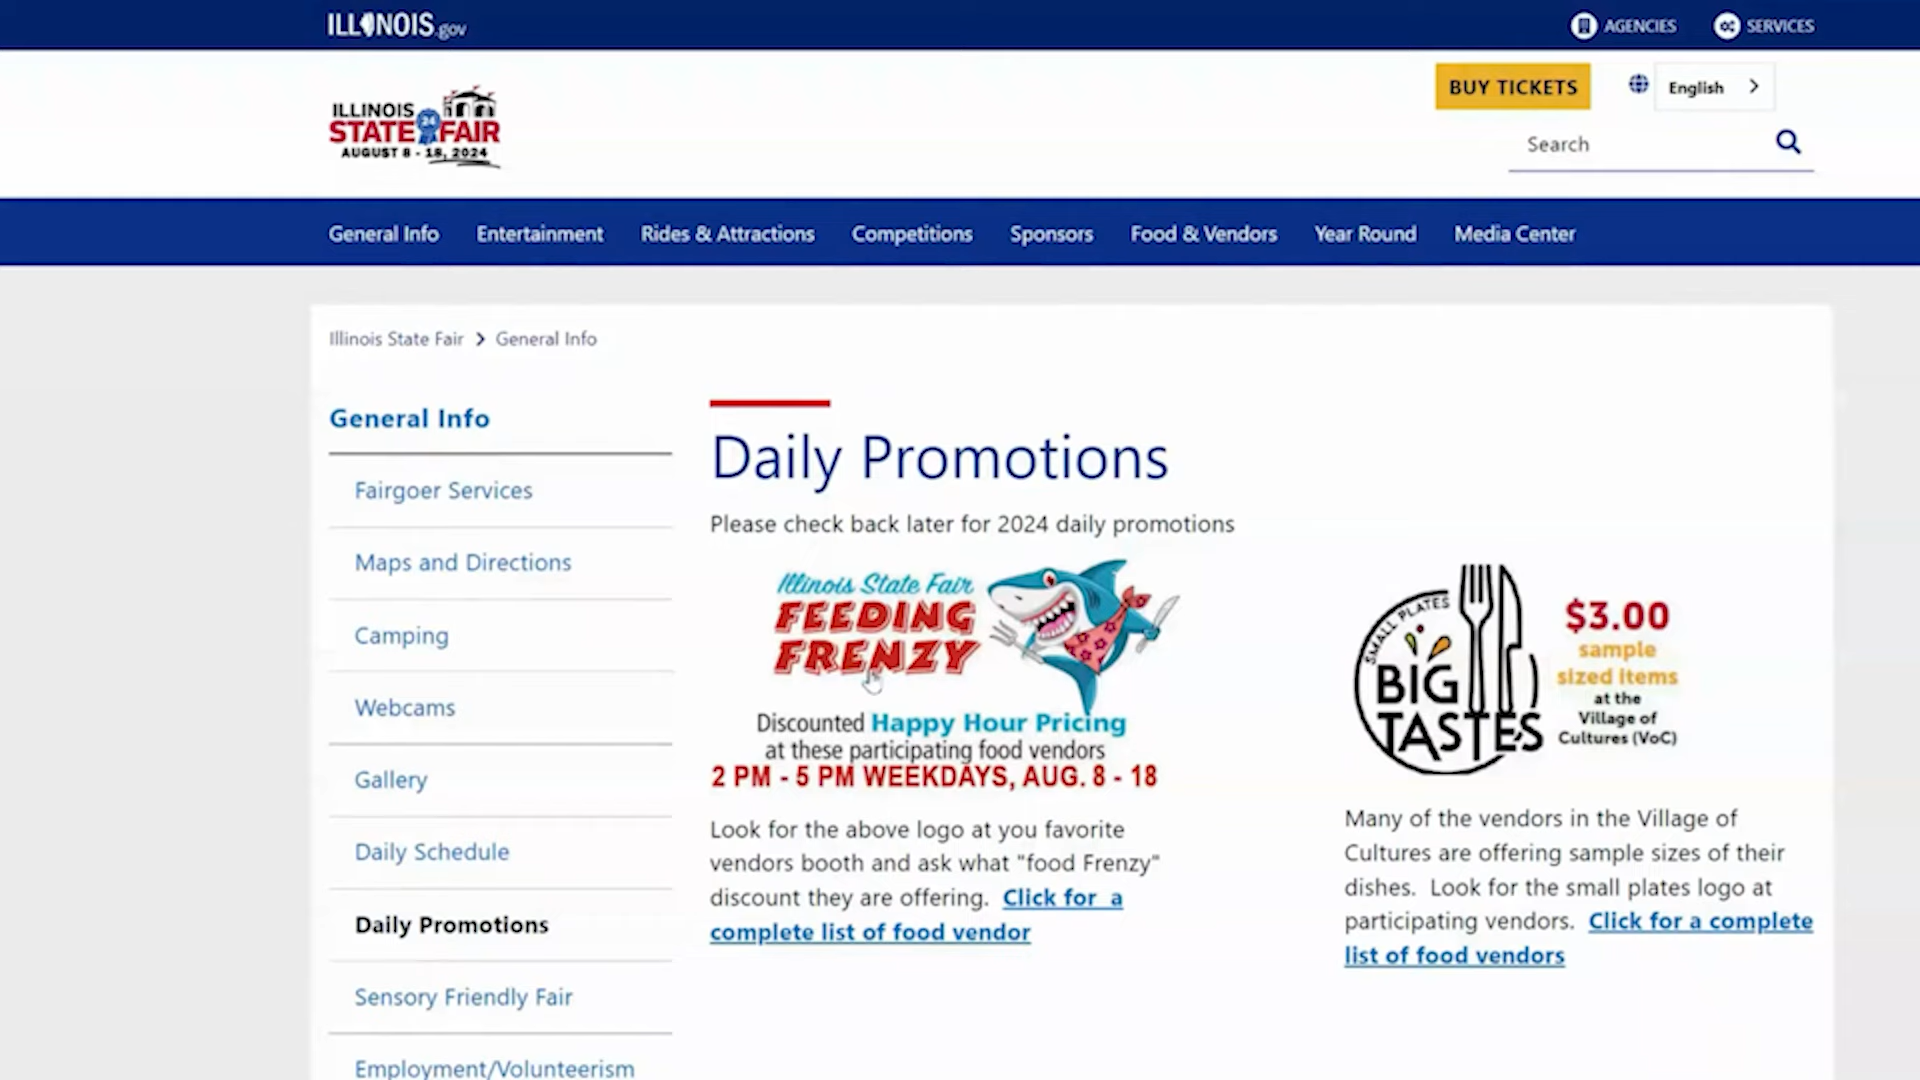 ILLINOIS.gov
AGENCIES
SERVICES
ILLINOIS
STATE 24 FAIR
AUGUST 8 - 18, 2024
BUY TICKETS
English
Search
General Info
Entertainment
Rides & Attractions
Competitions
Sponsors
Food & Vendors
Year Round
Media Center
Illinois State Fair > General Info
General Info
Fairgoer Services
Maps and Directions
Camping
Webcams
Gallery
Daily Schedule
Daily Promotions
Sensory Friendly Fair
Employment/Volunteerism
Daily Promotions
Please check back later for 2024 daily promotions
Illinois State Fair
FEEDING
FRENZY
Discounted Happy Hour Pricing
at these participating food vendors
2 PM - 5 PM WEEKDAYS, AUG. 8 - 18
Look for the above logo at you favorite
vendors booth and ask what "food Frenzy"
discount they are offering. Click for a
complete list of food vendor
SMALL PLATES
BIG
TASTES
$3.00
sample
sized items
at the
Village of
Cultures (VoC)
Many of the vendors in the Village of
Cultures are offering sample sizes of their
dishes. Look for the small plates logo at
participating vendors. Click for a complete
list of food vendors